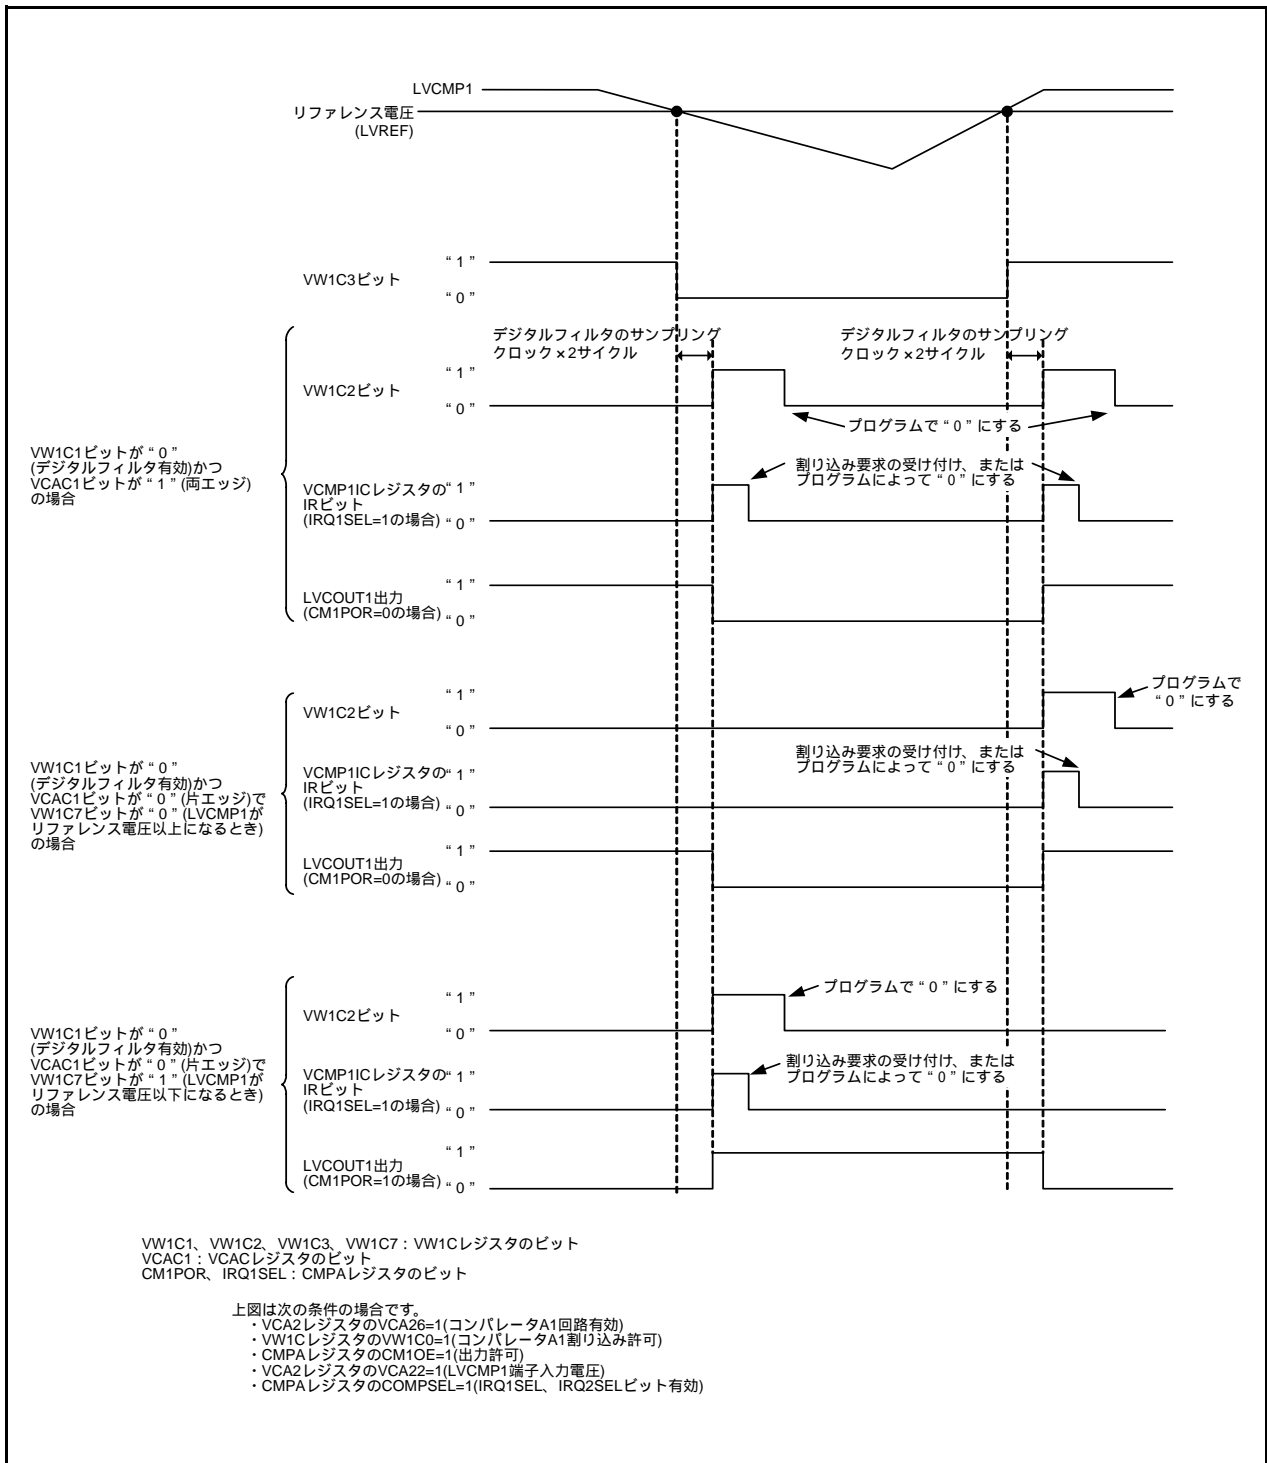 LVCMP1
リファレンス電圧
(LVREF)
“ 1 ”
VW1C3ビット
“ 0 ”
デジタルフィルタのサンプリング
クロック×2サイクル
デジタルフィルタのサンプリング
クロック×2サイクル
“ 1 ”
VW1C2ビット
“ 0 ”
プログラムで“ 0 ”にする
VW1C1ビットが“ 0 ”
(デジタルフィルタ有効)かつ
VCAC1ビットが“ 1 ”(両エッジ)
の場合
割り込み要求の受け付け、または
プログラムによって“ 0 ”にする
VCMP1ICレジスタの“ 1 ”
IRビット
(IRQ1SEL=1の場合)“ 0 ”
“ 1 ”
LVCOUT1出力
(CM1POR=0の場合)“ 0 ”
“ 1 ”
VW1C2ビット
“ 0 ”
プログラムで
“ 0 ”にする
VW1C1ビットが“ 0 ”
(デジタルフィルタ有効)かつ
VCAC1ビットが“ 0 ”(片エッジ)で
VW1C7ビットが“ 0 ”(LVCMP1が
リファレンス電圧以上になるとき)
の場合
割り込み要求の受け付け、または
プログラムによって“ 0 ”にする
VCMP1ICレジスタの“ 1 ”
IRビット
(IRQ1SEL=1の場合)“ 0 ”
“ 1 ”
LVCOUT1出力
(CM1POR=0の場合)“ 0 ”
“ 1 ”
VW1C2ビット
“ 0 ”
プログラムで“ 0 ”にする
VW1C1ビットが“ 0 ”
(デジタルフィルタ有効)かつ
VCAC1ビットが“ 0 ”(片エッジ)で
VW1C7ビットが“ 1 ”(LVCMP1が
リファレンス電圧以下になるとき)
の場合
割り込み要求の受け付け、または
プログラムによって“ 0 ”にする
VCMP1ICレジスタの“ 1 ”
IRビット
(IRQ1SEL=1の場合)“ 0 ”
“ 1 ”
LVCOUT1出力
(CM1POR=1の場合)“ 0 ”
VW1C1、VW1C2、VW1C3、VW1C7：VW1Cレジスタのビット
VCAC1：VCACレジスタのビット
CM1POR、IRQ1SEL：CMPAレジスタのビット
上図は次の条件の場合です。
・VCA2レジスタのVCA26=1(コンパレータA1回路有効)
・VW1CレジスタのVW1C0=1(コンパレータA1割り込み許可)
・CMPAレジスタのCM1OE=1(出力許可)
・VCA2レジスタのVCA22=1(LVCMP1端子入力電圧)
・CMPAレジスタのCOMPSEL=1(IRQ1SEL、IRQ2SELビット有効)